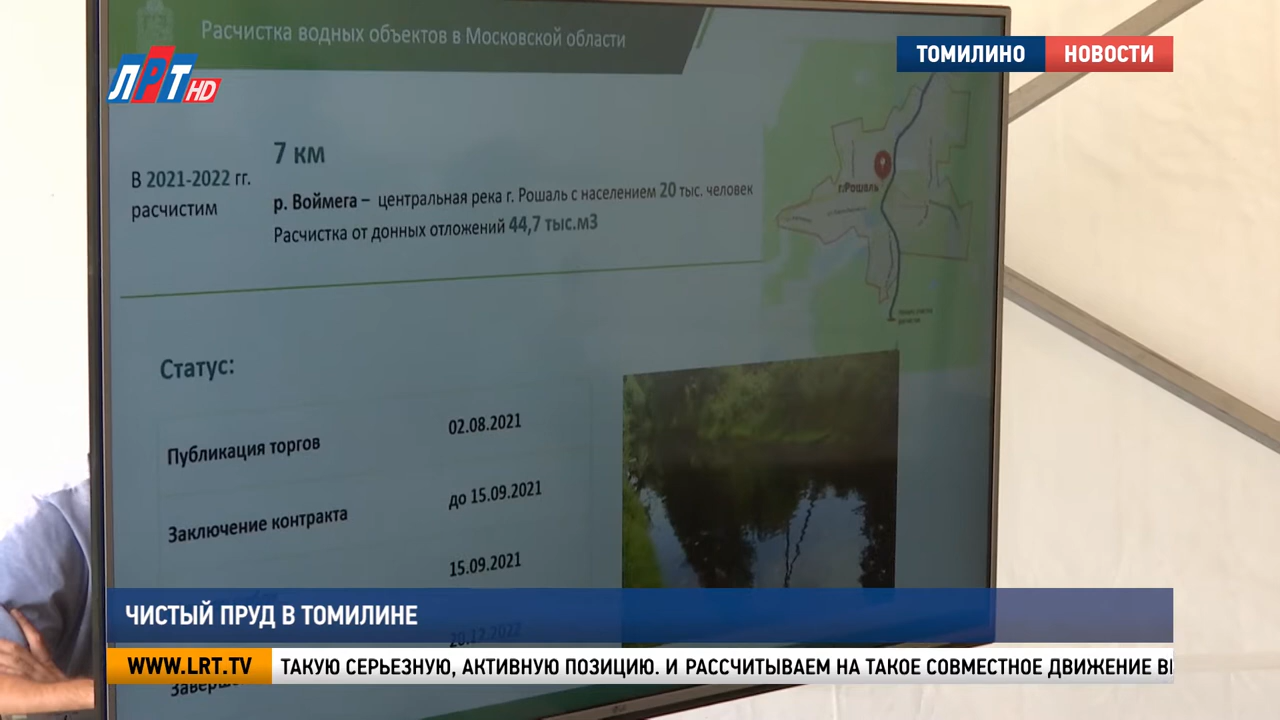 Расчистка водных объектов в Московской области
ЛРТ HD
ТОМИЛИНО НОВОСТИ
7 км
В 2021-2022 гг.
расчистим
р. Воймега – центральная река г. Рошаль с населением 20 тыс. человек
Расчистка от донных отложений 44,7 тыс.м3
г.Рошаль
Статус:
Публикация торгов 02.08.2021
Заключение контракта до 15.09.2021
15.09.2021
20.12.2022
ЧИСТЫЙ ПРУД В ТОМИЛИНЕ
WWW.LRT.TV ТАКУЮ СЕРЬЕЗНУЮ, АКТИВНУЮ ПОЗИЦИЮ. И РАССЧИТЫВАЕМ НА ТАКОЕ СОВМЕСТНОЕ ДВИЖЕНИЕ